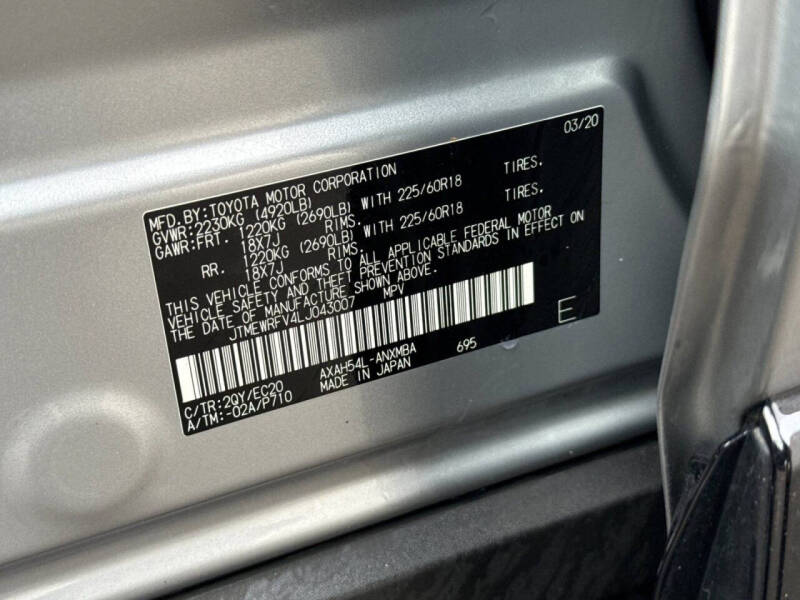 03/20
MFD.BY:TOYOTA MOTOR CORPORATION
GVWR:2230KG (4920LB)
GAWR:FRT. 1220KG (2690LB) WITH 225/60R18 TIRES.
18X7J RIMS.
RR. 1220KG (2690LB) WITH 225/60R18 TIRES.
18X7J RIMS.
THIS VEHICLE CONFORMS TO ALL APPLICABLE FEDERAL MOTOR
VEHICLE SAFETY AND THEFT PREVENTION STANDARDS IN EFFECT ON
THE DATE OF MANUFACTURE SHOWN ABOVE.
JTMEWRFV4LJ043007 MPV
E
C/TR:2QY/EC20 AXAH54L-ANXMBA 695
A/TM:-02A/P710 MADE IN JAPAN